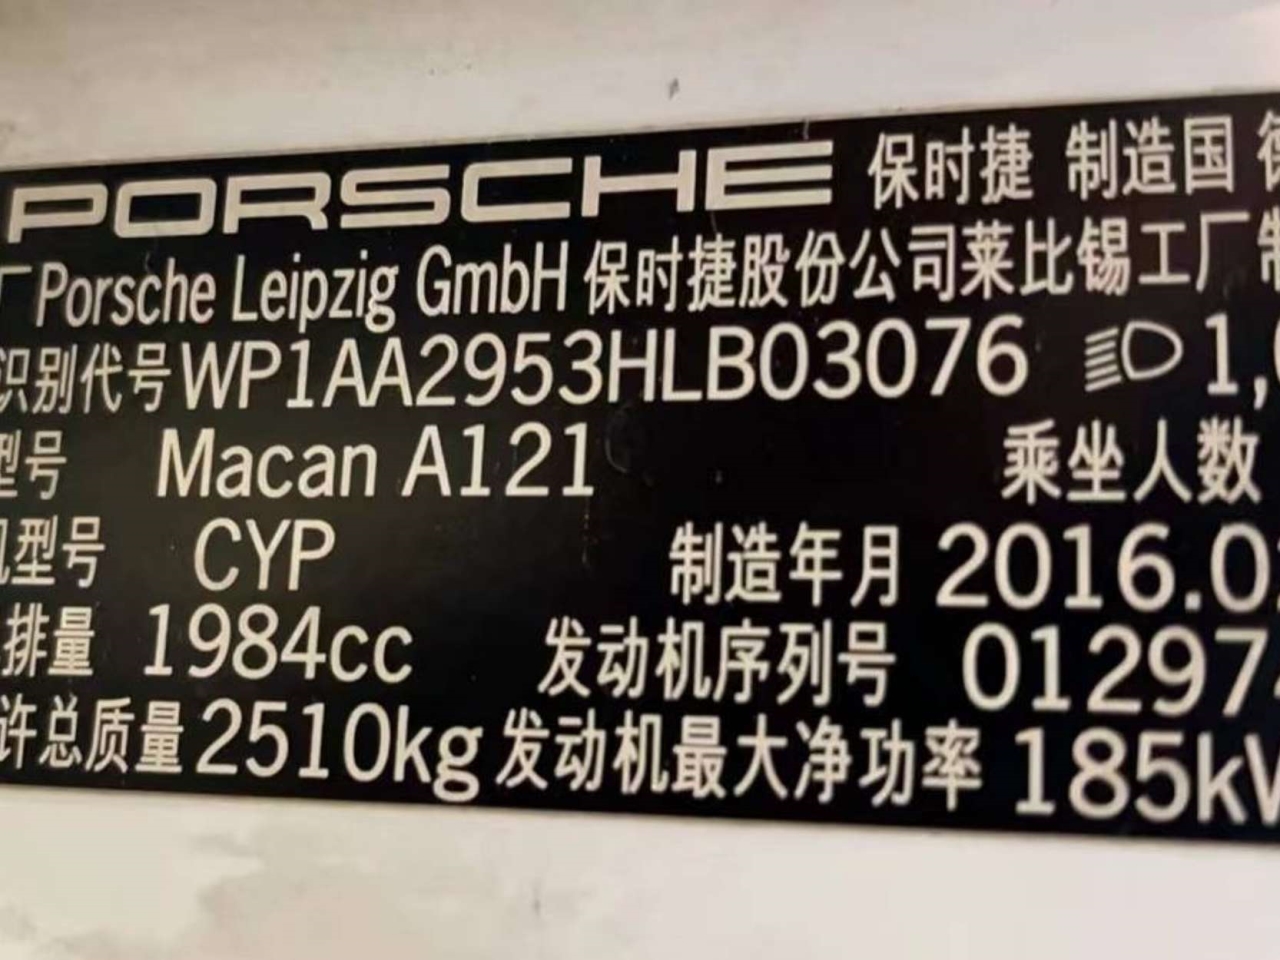 PORSCHE 保时捷 制造国
Porsche Leipzig GmbH 保时捷股份公司莱比锡工厂
识别代号 WP1AA2953HLB03076 1,
型号 Macan A121 乘坐人数
型号 CYP 制造年月 2016.0
排量 1984cc 发动机序列号 01297
许总质量 2510kg 发动机最大净功率 185kW